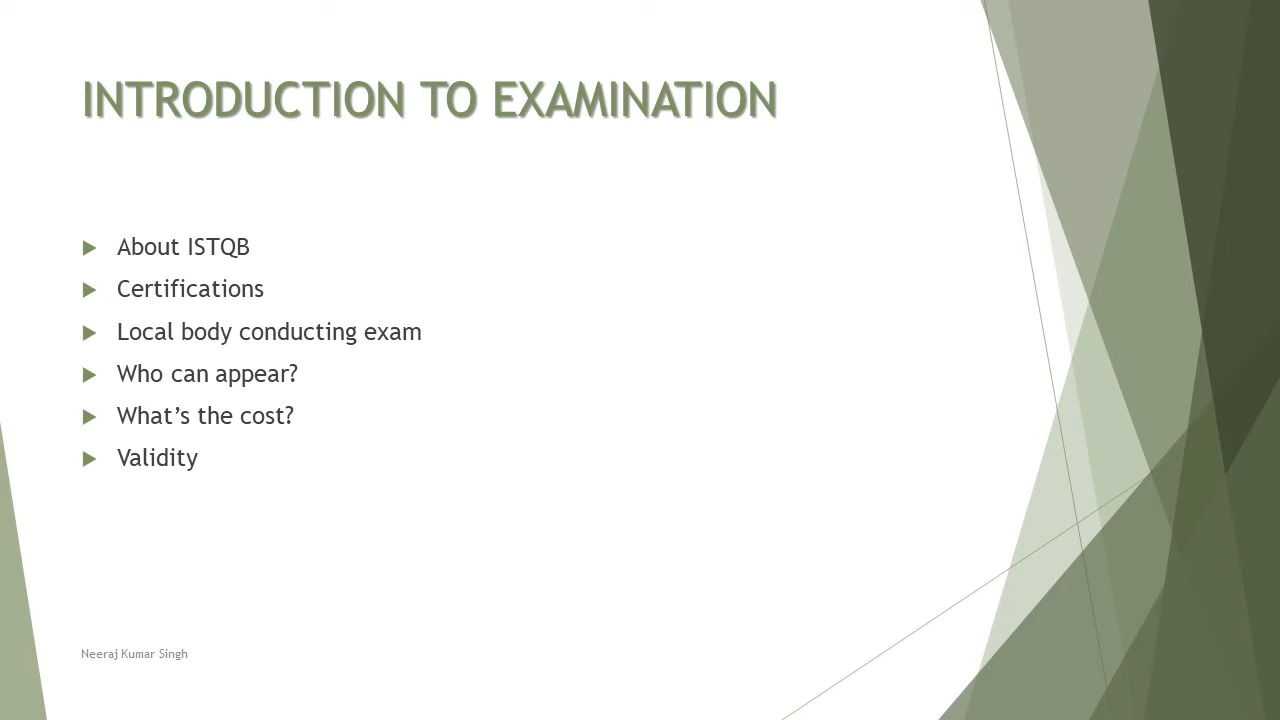 INTRODUCTION TO EXAMINATION
About ISTQB
Certifications
Local body conducting exam
Who can appear?
What’s the cost?
Validity
Neeraj Kumar Singh